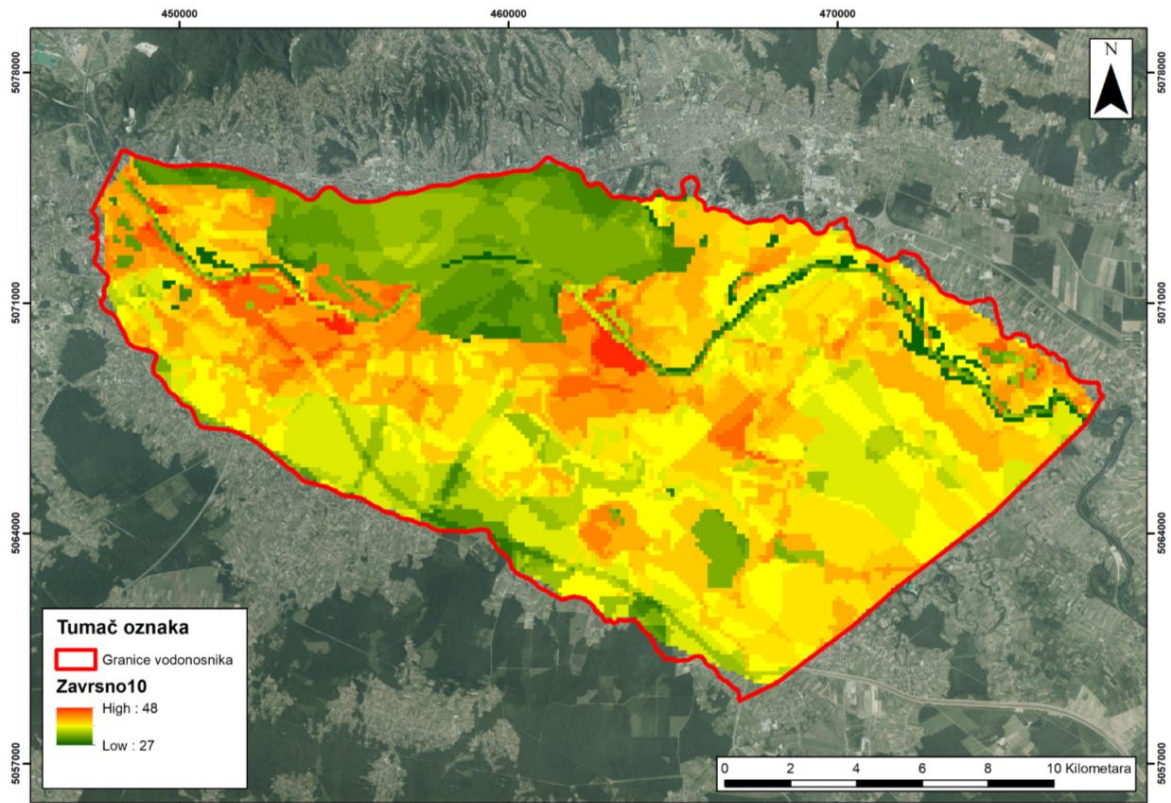 450000 460000 470000
5078000 5078000
N
5071000 5071000
5064000 5064000
5057000 5057000
Tumač oznaka
Granice vodonosnika
Zavrsno10
High : 48
Low : 27
0 2 4 6 8 10 Kilometara